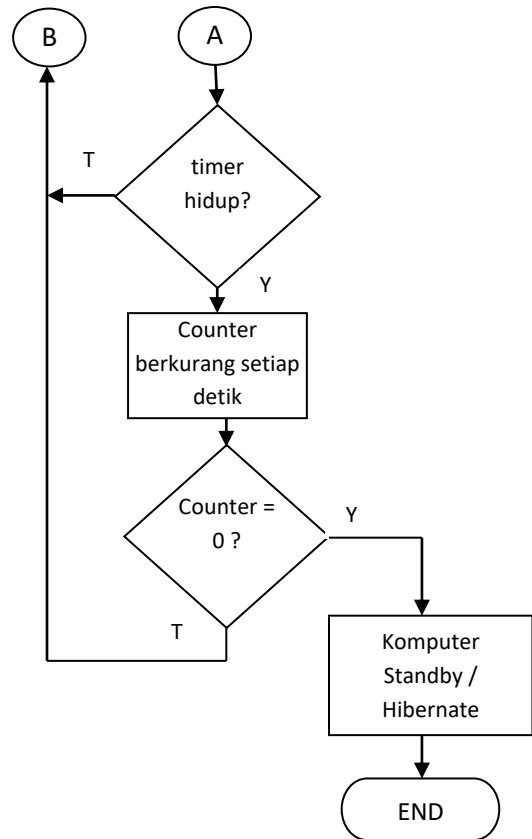 B
A
T
timer
hidup?
Y
Counter
berkurang setiap
detik
Counter =
0 ?
Y
T
Komputer
Standby /
Hibernate
END